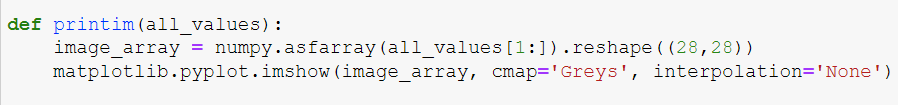 def printim(all_values):
    image_array = numpy.asfarray(all_values[1:]).reshape((28,28))
    matplotlib.pyplot.imshow(image_array, cmap='Greys', interpolation='None')